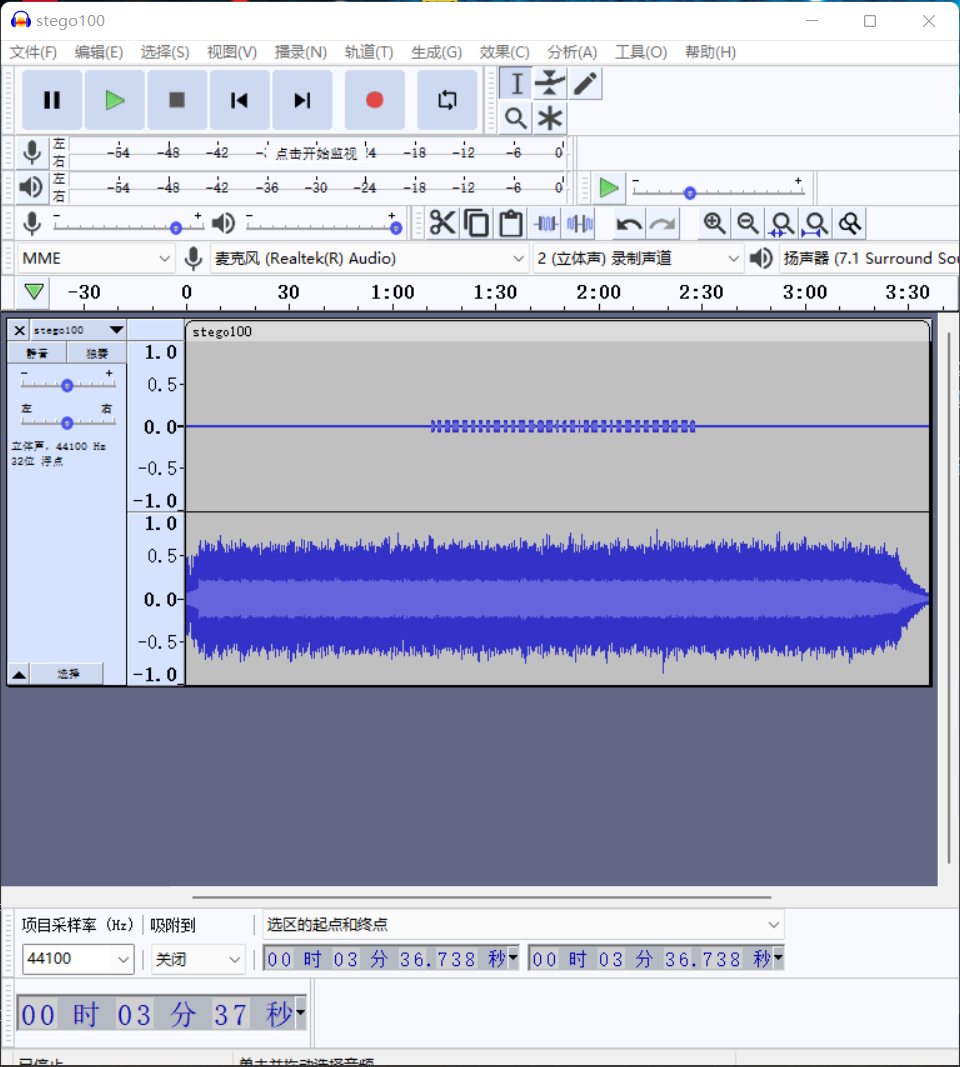 stego100
文件(F) 编辑(E) 选择(S) 视图(V) 播录(N) 轨道(T) 生成(G) 效果(C) 分析(A) 工具(O) 帮助(H)
左
右
-54 -48 -42 点击开始监视 -18 -12 -6 0
左
右
-54 -48 -42 -36 -30 -24 -18 -12 -6 0
- +
- + - +
MME 麦克风 (Realtek(R) Audio) 2 (立体声) 录制声道 扬声器 (7.1 Surround
-30 0 30 1:00 1:30 2:00 2:30 3:00 3:30
stego100 stego100
静音 独奏
- +
左 右
立体声, 44100 Hz
32位 浮点
1.0
0.5-
0.0-
-0.5-
-1.0
1.0
0.5-
0.0-
-0.5-
-1.0
选择
项目采样率 (Hz) 吸附到 选区的起点和终点
44100 关闭 00 时 03 分 36.738 秒 00 时 03 分 36.738 秒
00 时 03 分 37 秒
已停止 单击并拖动选择音频